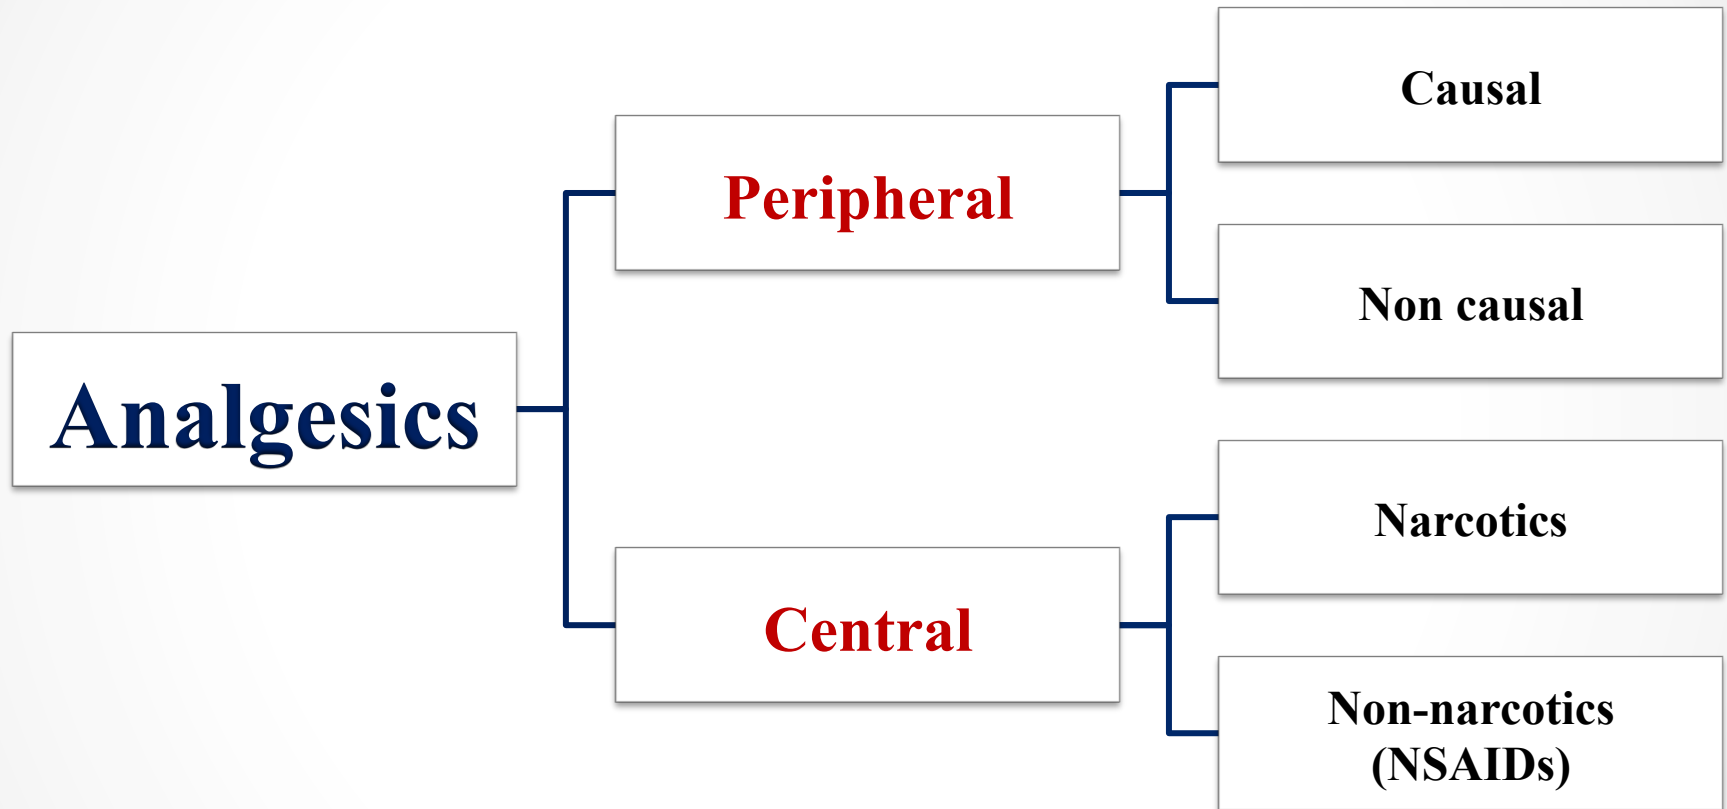 Analgesics
Peripheral
Causal
Non causal
Central
Narcotics
Non-narcotics
(NSAIDs)